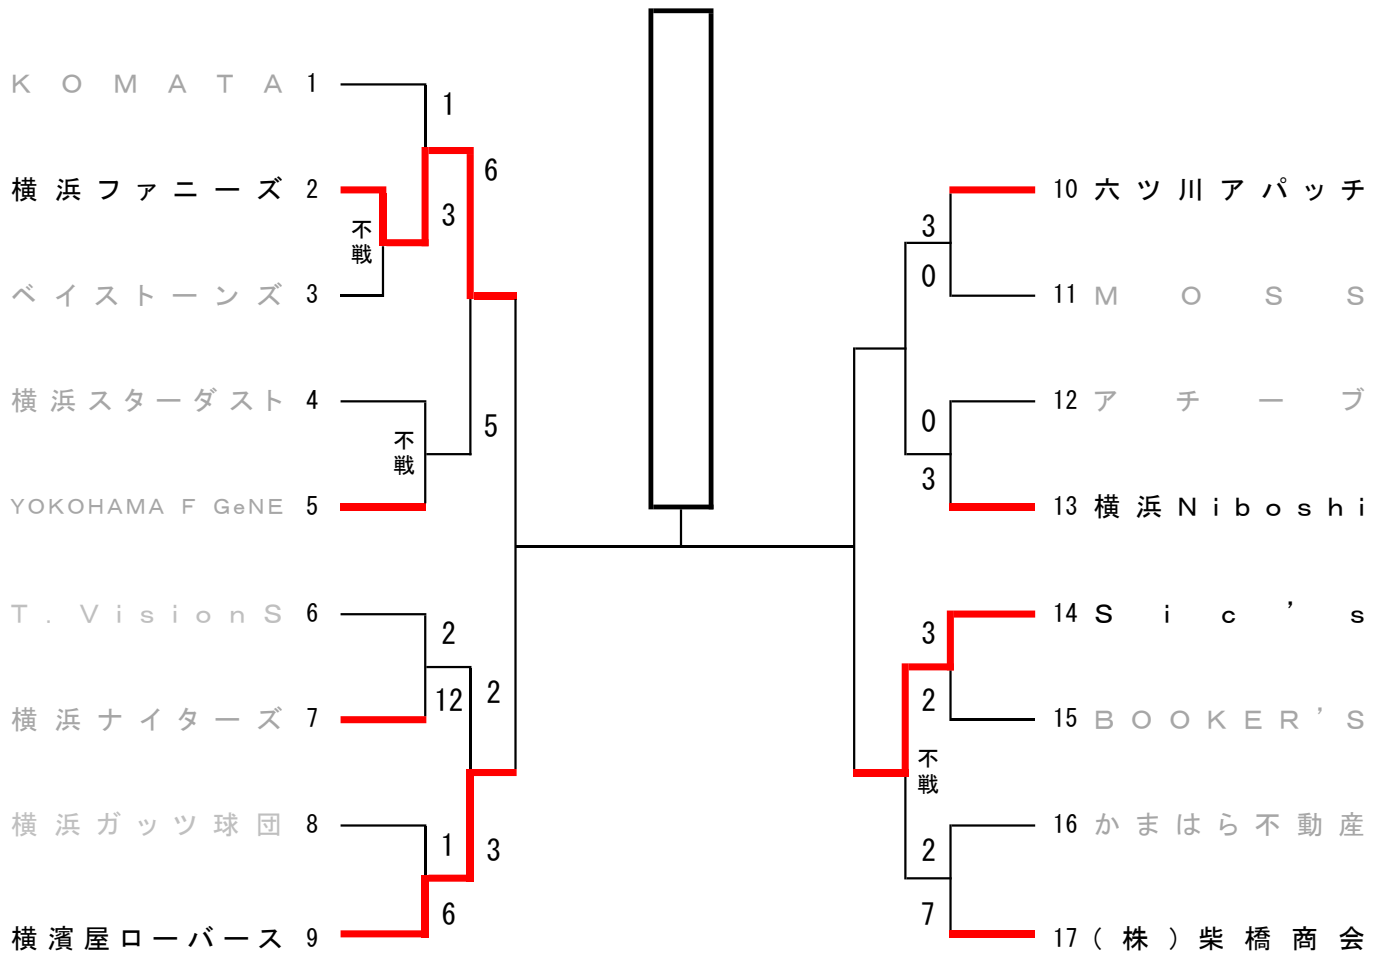 KOMATA 1
1
横浜ファニーズ 2
6
3
不戦
ベイストーンズ 3
横浜スターダスト 4
5
不戦
YOKOHAMA F GeNE 5
T.VisionS 6
2
横浜ナイターズ 7
12
2
横浜ガッツ球団 8
1
3
6
横濱屋ローバース 9
10 六ツ川アパッチ
3
0
11 MOSS
12 アチーブ
0
3
13 横浜Niboshi
14 Sic's
3
2
15 BOOKER'S
不戦
16 かまはら不動産
2
7
17 (株)柴橋商会